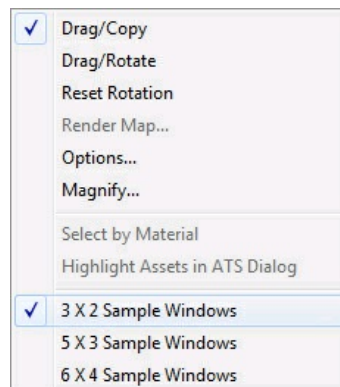 Drag/Copy
Drag/Rotate
Reset Rotation
Render Map...
Options...
Magnify...
Select by Material
Highlight Assets in ATS Dialog
3 X 2 Sample Windows
5 X 3 Sample Windows
6 X 4 Sample Windows